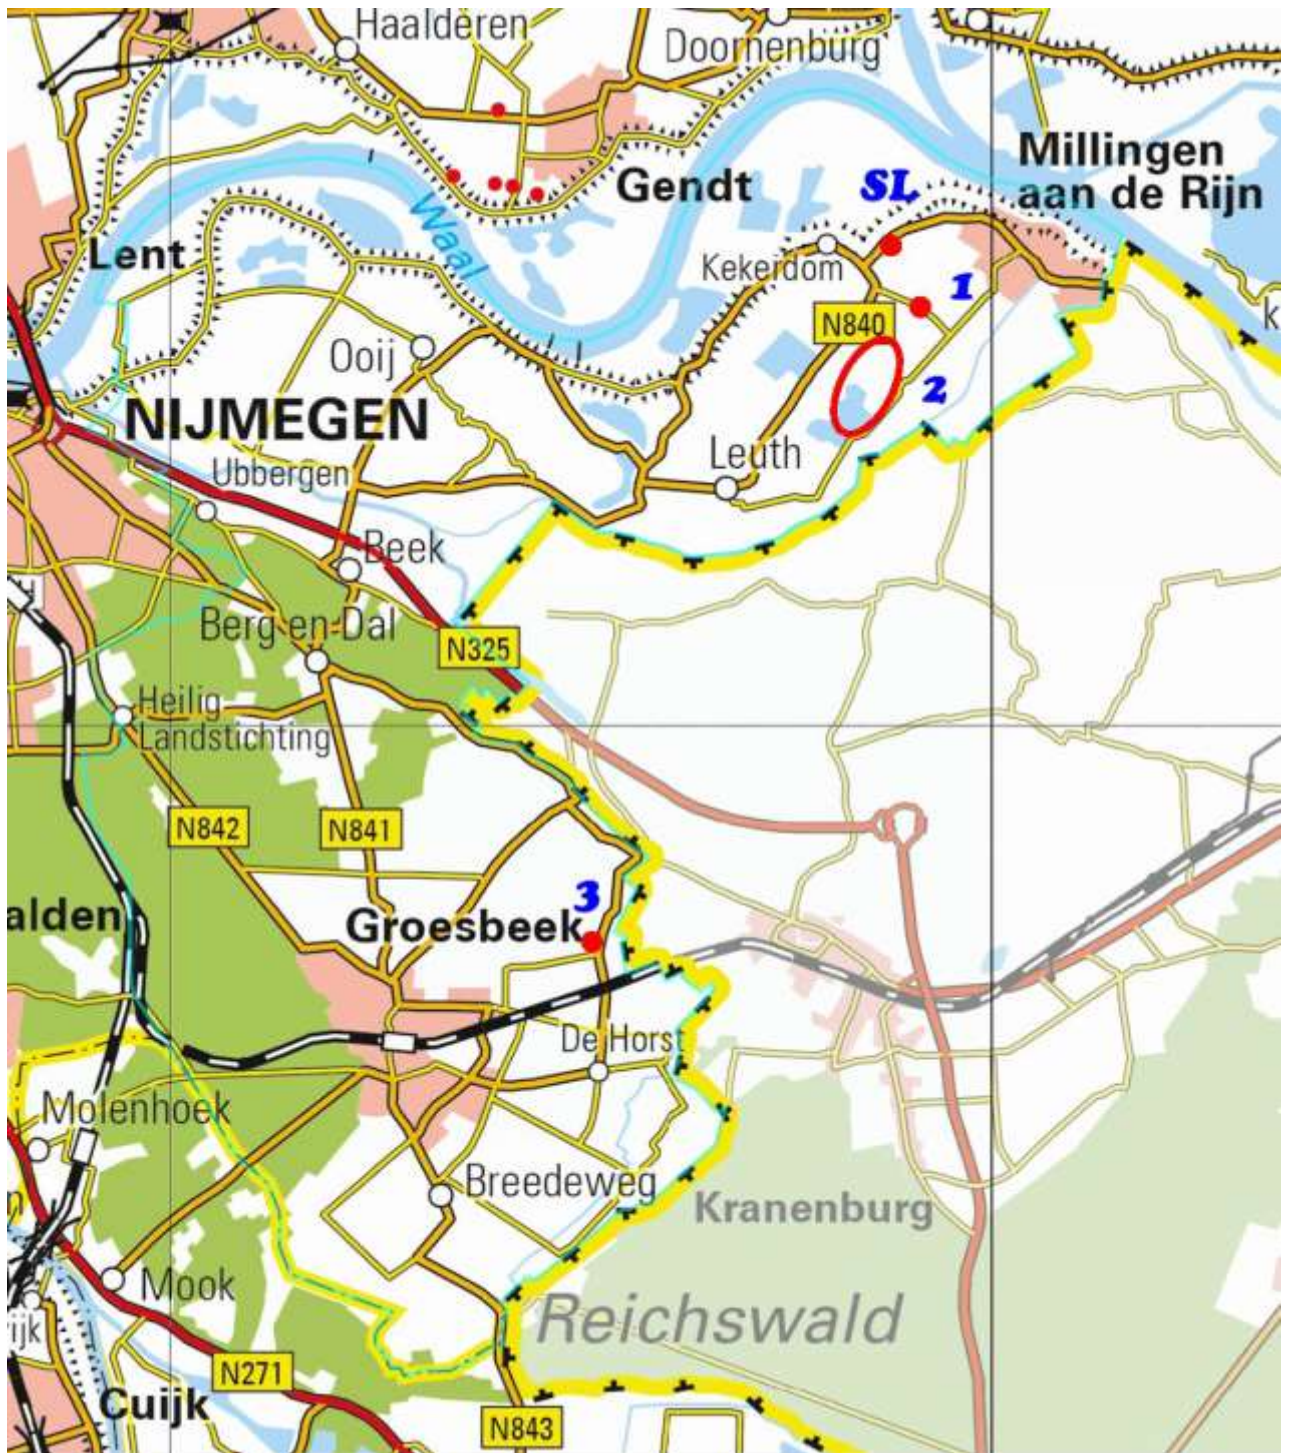 Haalderen
Doornenburg
Millingen
aan de Rijn
Gendt
SL
Waal
Lent
Kekerdom
1
N840
Ooij
2
NIJMEGEN
Leuth
Ubbergen
Beek
Berg en Dal
N325
Heilig
Landstichting
N842
N841
3
alden
Groesbeek
De Horst
Molenhoek
Breedeweg
Kranenburg
Mook
Reichswald
ijk
N271
Cuijk
N843